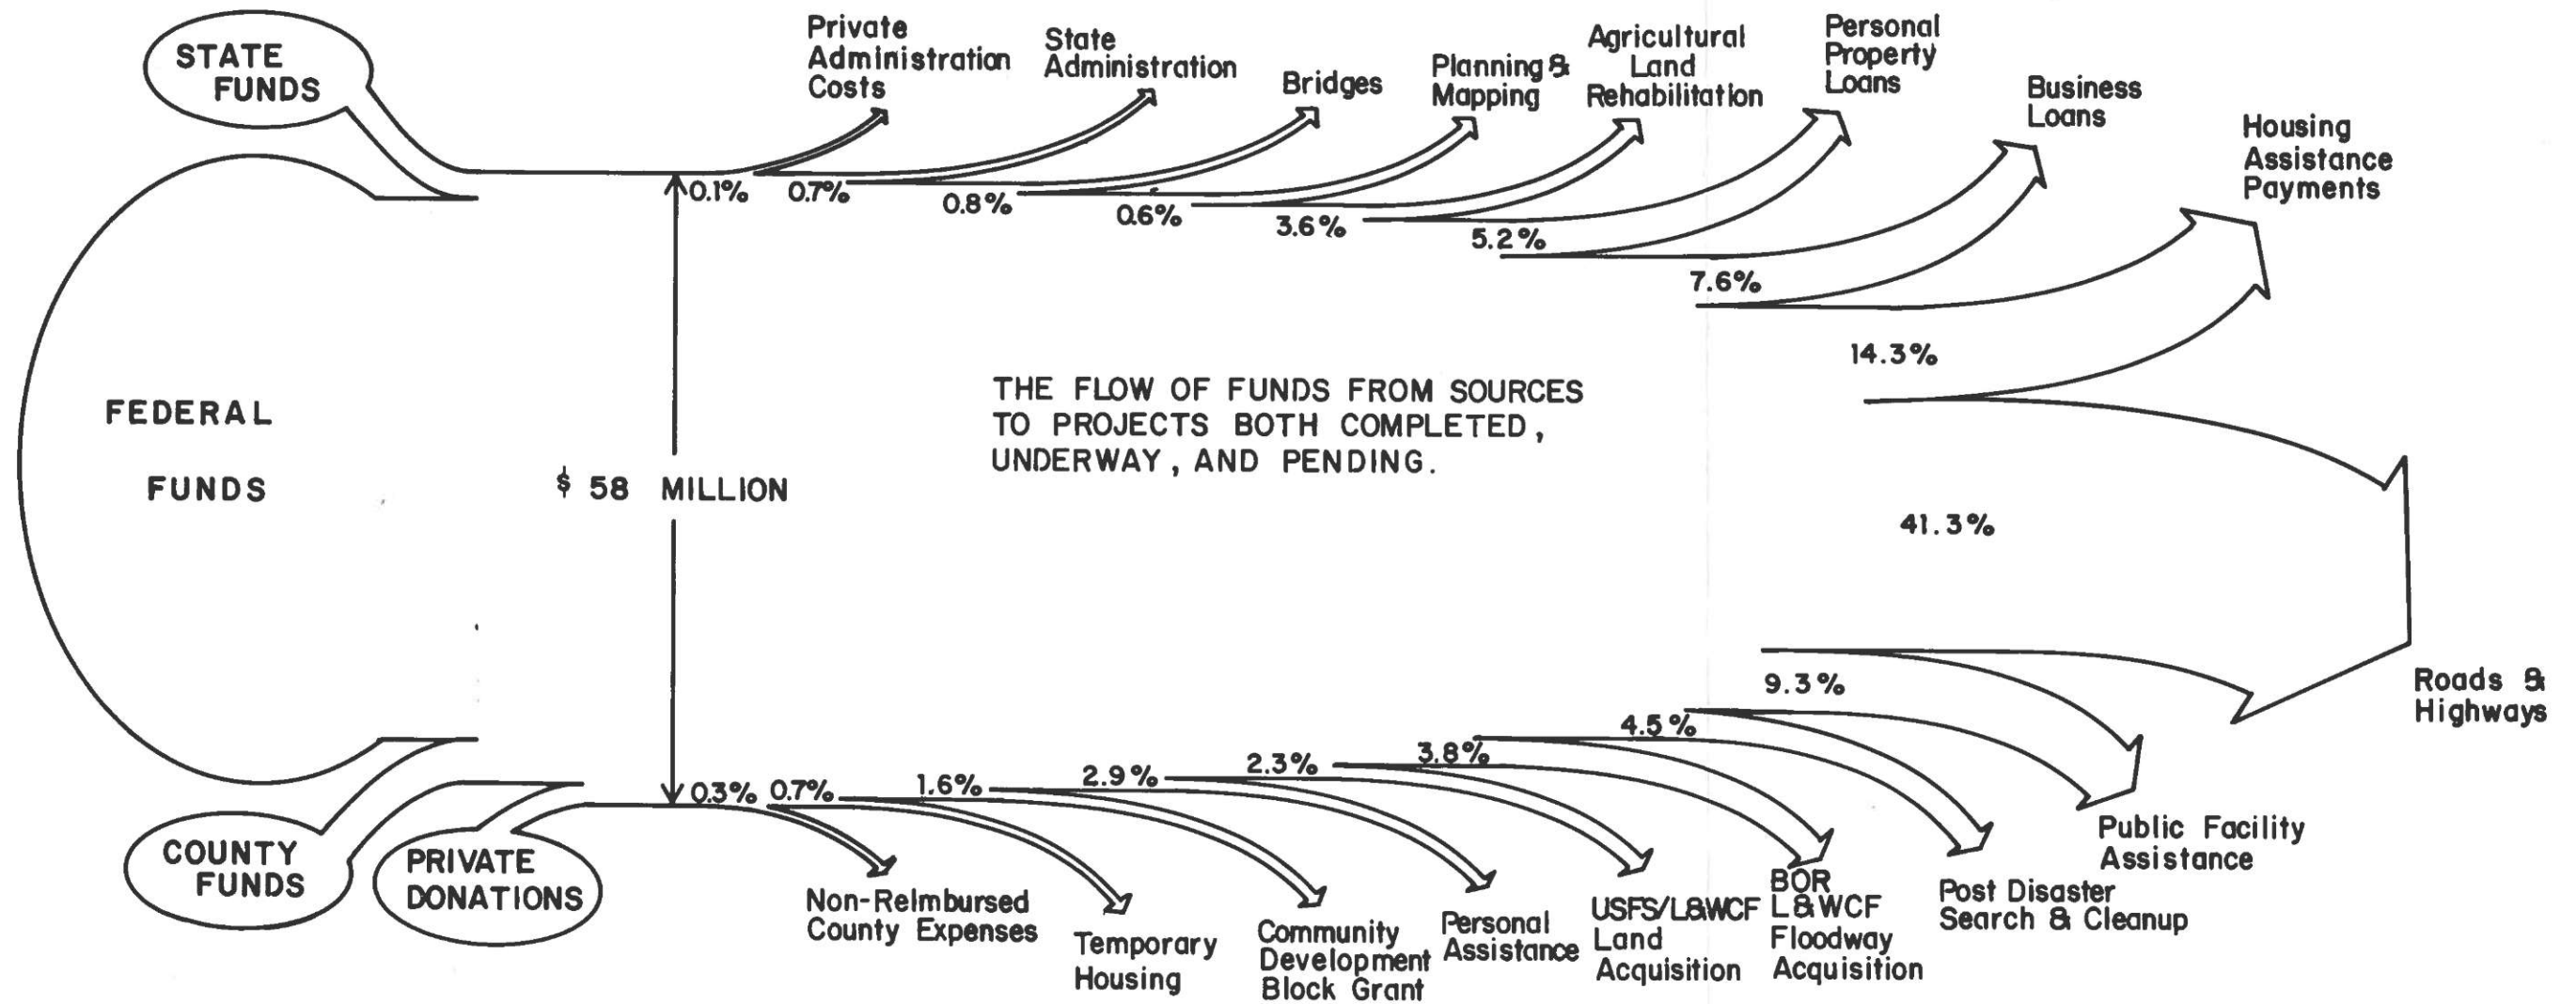 STATE
FUNDS
Private
Administration
Costs
State
Administration
Bridges
Planning &
Mapping
Agricultural
Land
Rehabilitation
Personal
Property
Loans
Business
Loans
Housing
Assistance
Payments
0.1%
0.7%
0.8%
0.6%
3.6%
5.2%
7.6%
14.3%
41.3%
FEDERAL
FUNDS
$ 58 MILLION
THE FLOW OF FUNDS FROM SOURCES
TO PROJECTS BOTH COMPLETED,
UNDERWAY, AND PENDING.
Roads &
Highways
0.3%
0.7%
1.6%
2.9%
2.3%
3.8%
4.5%
9.3%
COUNTY
FUNDS
PRIVATE
DONATIONS
Non-Reimbursed
County Expenses
Temporary
Housing
Community
Development
Block Grant
Personal
Assistance
USFS/L&WCF
Land
Acquisition
BOR
L&WCF
Floodway
Acquisition
Post Disaster
Search & Cleanup
Public Facility
Assistance